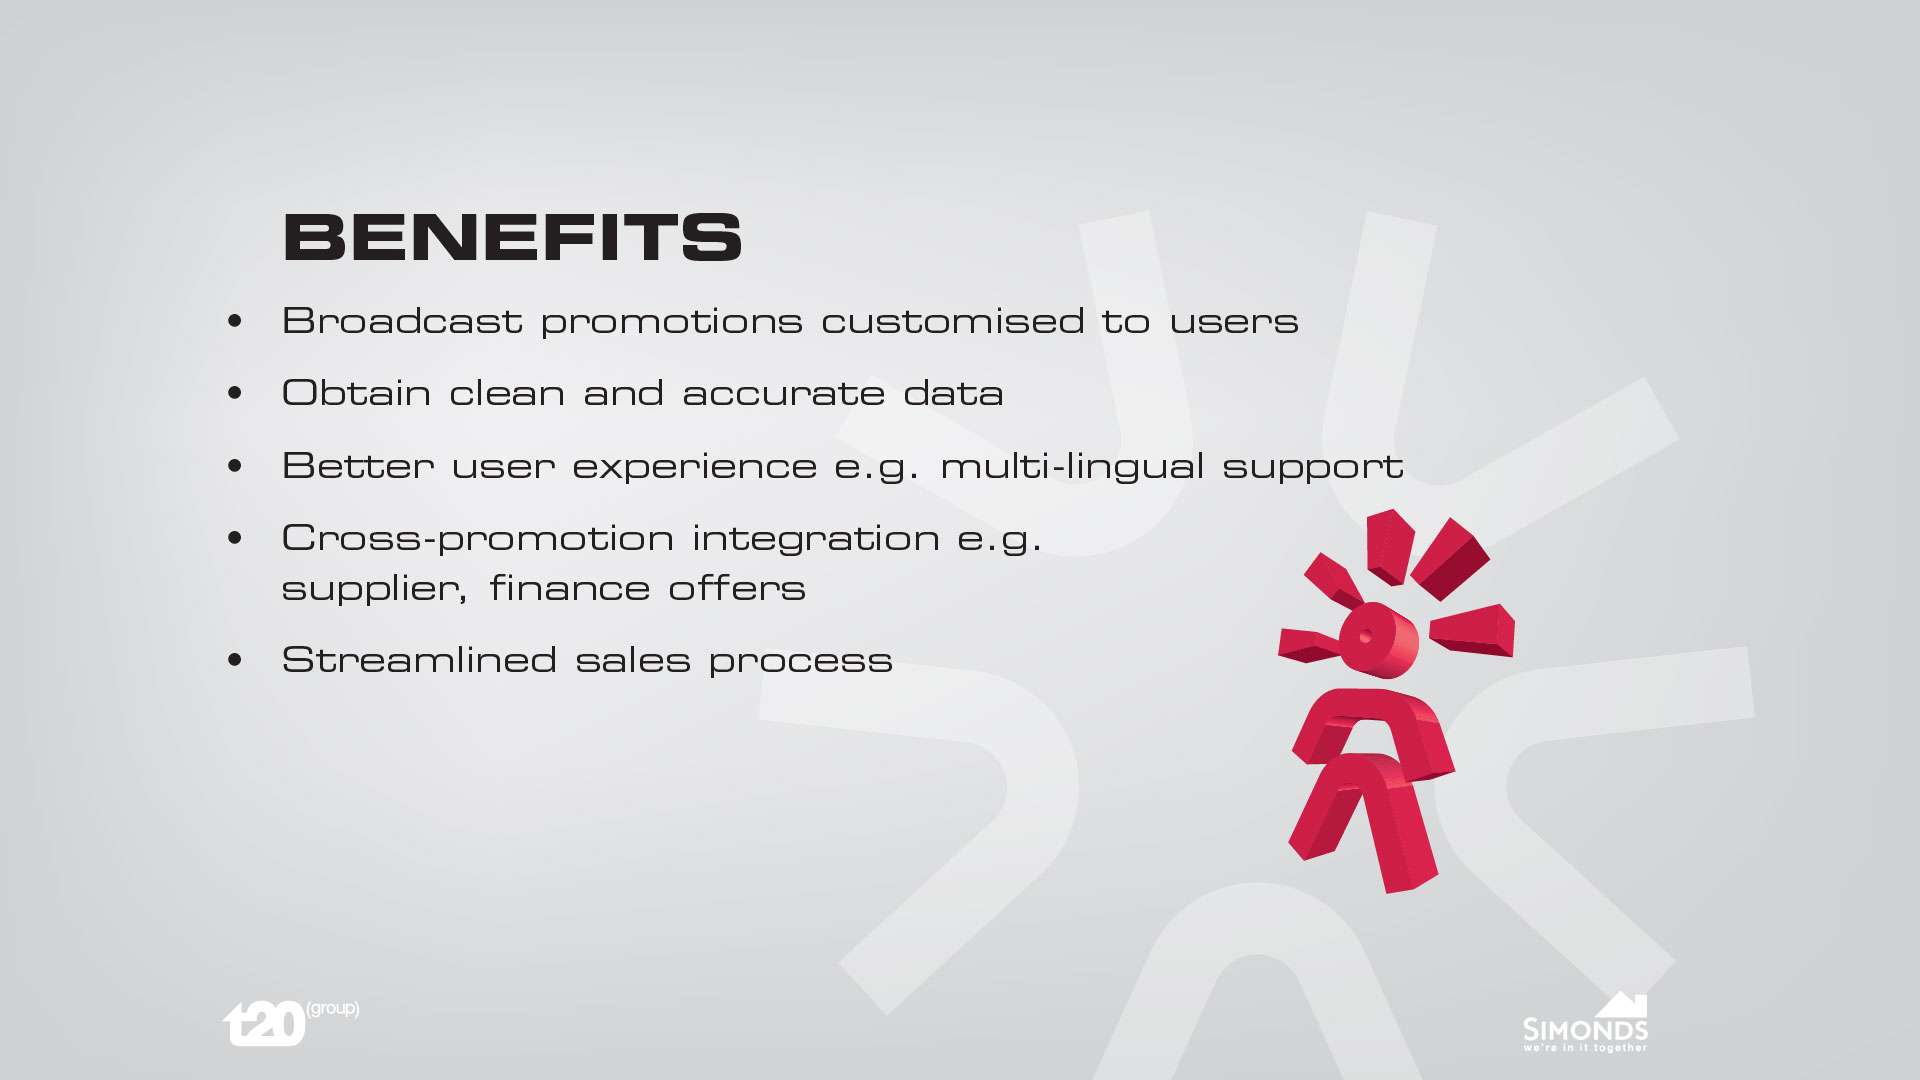 BENEFITS
• Broadcast promotions customised to users
• Obtain clean and accurate data
• Better user experience e.g. multi-lingual support
• Cross-promotion integration e.g.
supplier, finance offers
• Streamlined sales process
t20 (group)
SIMONDS
we're in it together